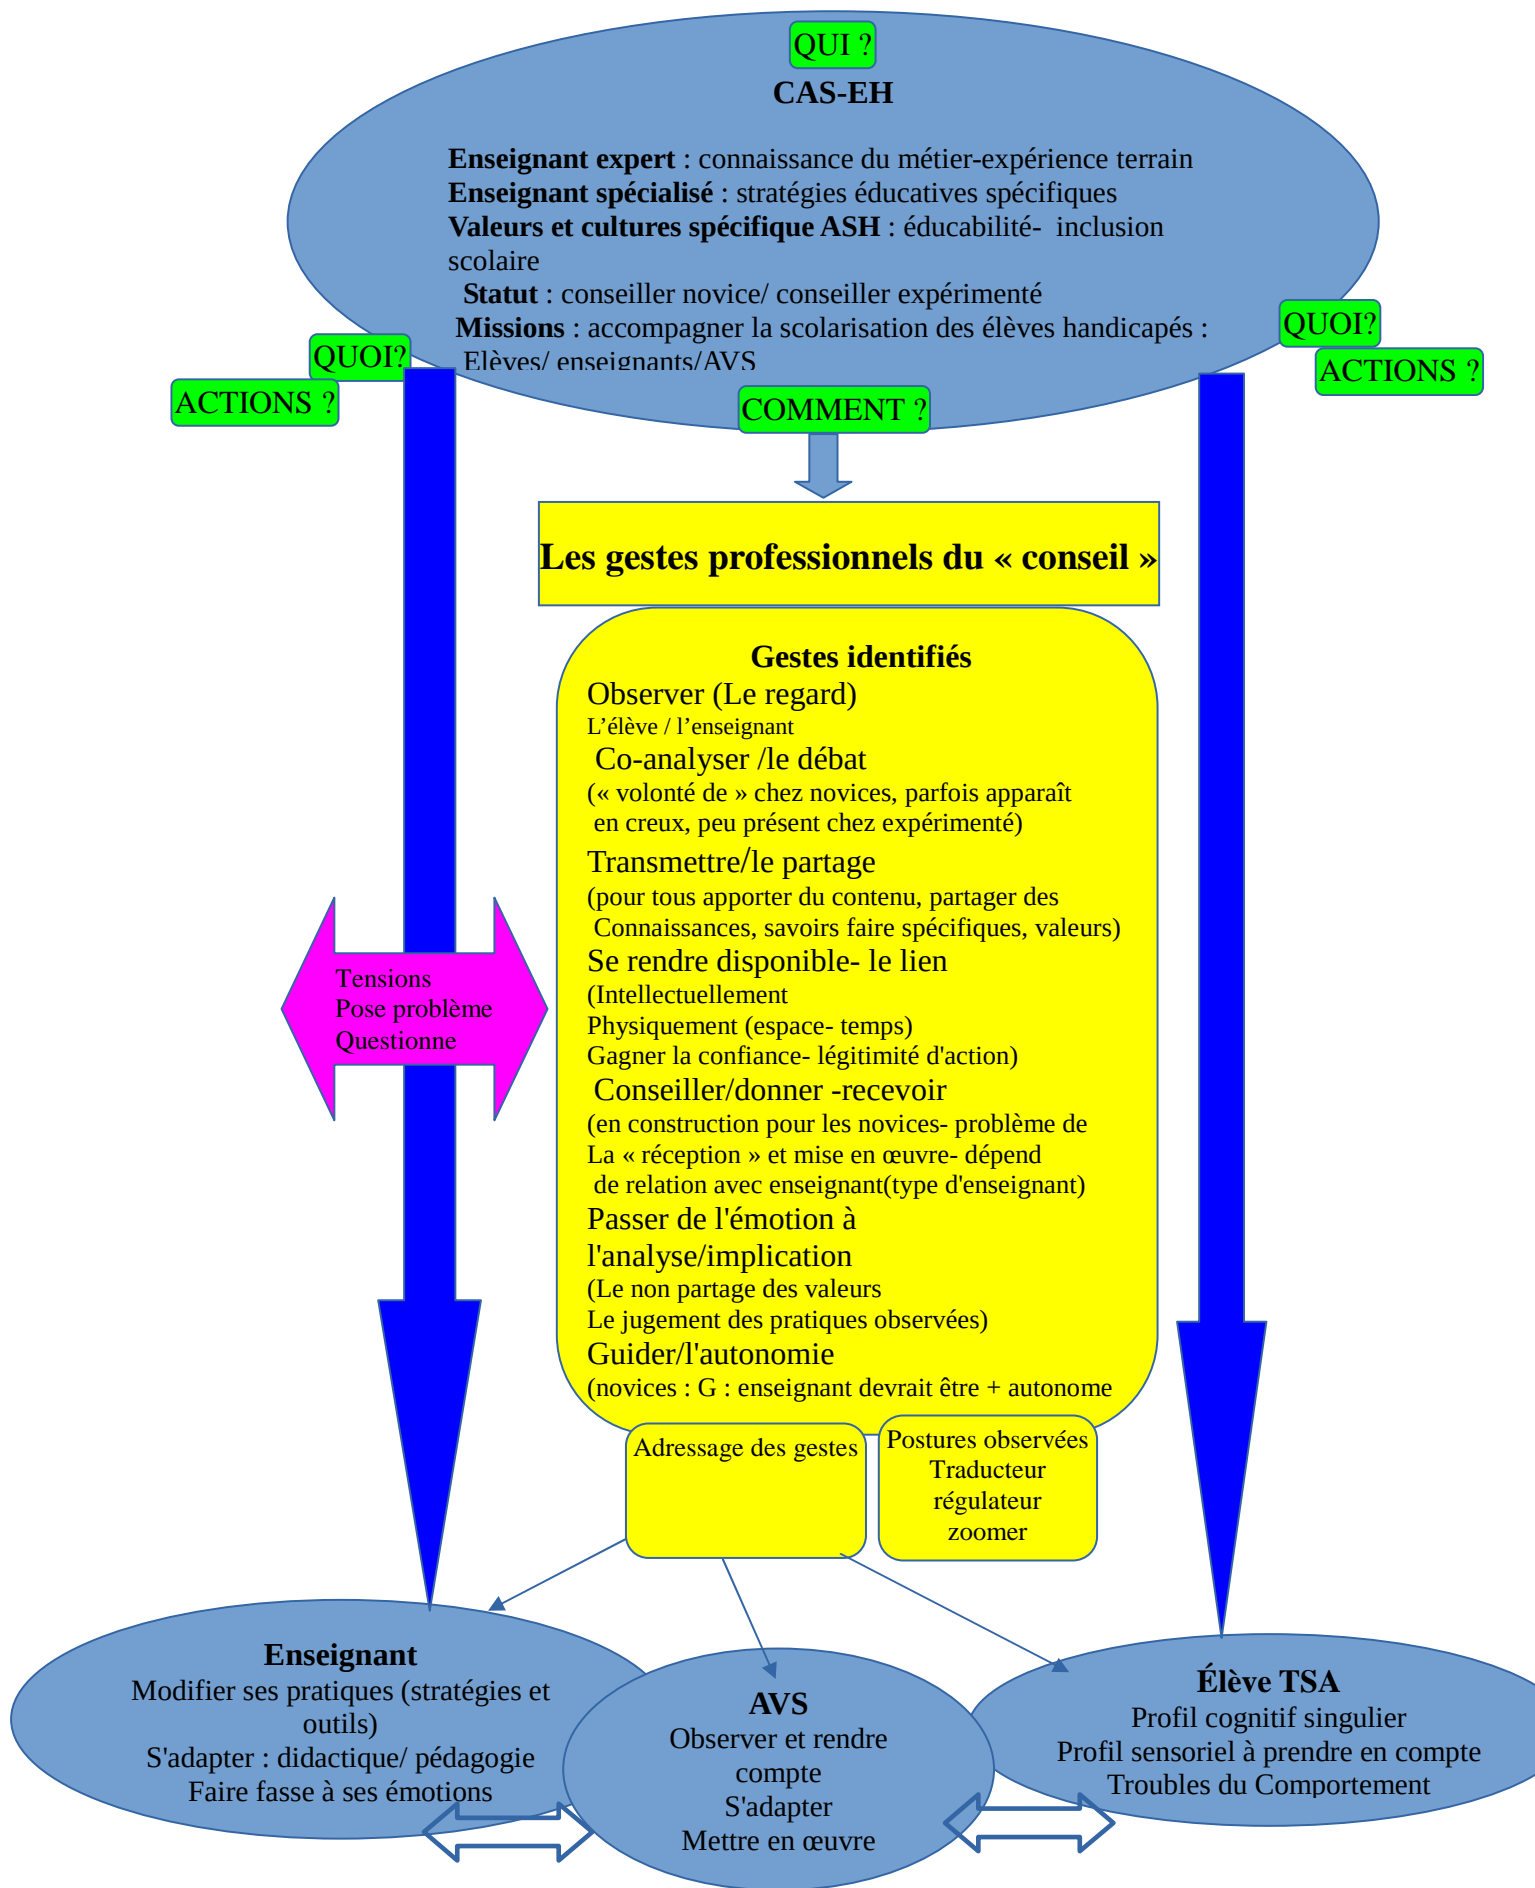 QUI ?
CAS-EH
Enseignant expert : connaissance du métier-expérience terrain
Enseignant spécialisé : stratégies éducatives spécifiques
Valeurs et cultures spécifique ASH : éducabilité- inclusion
scolaire
Statut : conseiller novice/ conseiller expérimenté
Missions : accompagner la scolarisation des élèves handicapés :
Elèves/ enseignants/AVS
QUOI?
ACTIONS ?
QUOI?
ACTIONS ?
COMMENT ?
Les gestes professionnels du « conseil »
Gestes identifiés
Observer (Le regard)
L’élève / l’enseignant
Co-analyser /le débat
(« volonté de » chez novices, parfois apparaît
en creux, peu présent chez expérimenté)
Transmettre/le partage
(pour tous apporter du contenu, partager des
Connaissances, savoirs faire spécifiques, valeurs)
Se rendre disponible- le lien
(Intellectuellement
Physiquement (espace- temps)
Gagner la confiance- légitimité d'action)
Conseiller/donner -recevoir
(en construction pour les novices- problème de
La « réception » et mise en œuvre- dépend
de relation avec enseignant(type d'enseignant)
Passer de l'émotion à
l'analyse/implication
(Le non partage des valeurs
Le jugement des pratiques observées)
Guider/l'autonomie
(novices : G : enseignant devrait être + autonome
Tensions
Pose problème
Questionne
Adressage des gestes
Postures observées
Traducteur
régulateur
zoomer
Enseignant
Modifier ses pratiques (stratégies et
outils)
S'adapter : didactique/ pédagogie
Faire fasse à ses émotions
AVS
Observer et rendre
compte
S'adapter
Mettre en œuvre
Élève TSA
Profil cognitif singulier
Profil sensoriel à prendre en compte
Troubles du Comportement